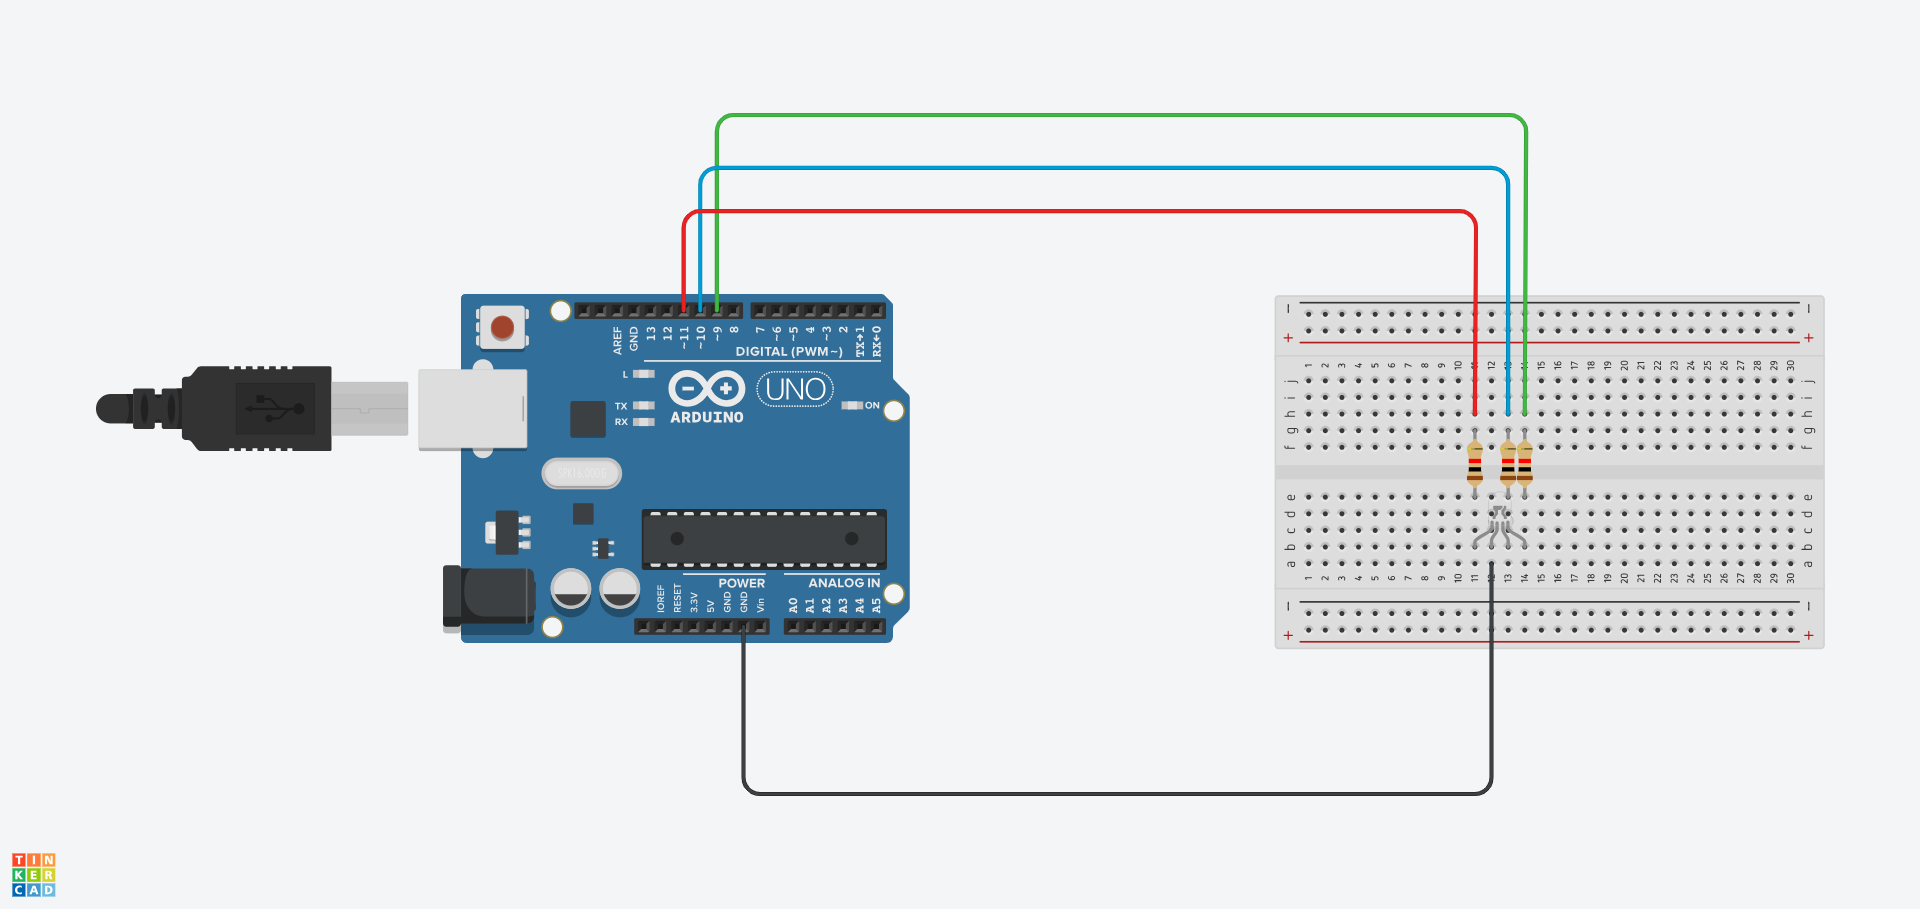 AREF
GND
13
12
~11
~10
~9
8
7
~6
~5
4
~3
2
TX→1
RX←0
DIGITAL (PWM~)
L
TX
RX
ARDUINO
UNO
ON
SPK16.000G
POWER
ANALOG IN
IOREF
RESET
3.3V
5V
GND
GND
Vin
A0
A1
A2
A3
A4
A5
− −
+ +
1 2 3 4 5 6 7 8 9 10 11 12 13 14 15 16 17 18 19 20 21 22 23 24 25 26 27 28 29 30
j j
i i
h h
g g
f f
e e
d d
c c
b b
a a
1 2 3 4 5 6 7 8 9 10 11 12 13 14 15 16 17 18 19 20 21 22 23 24 25 26 27 28 29 30
− −
+ +
TIN
KER
CAD